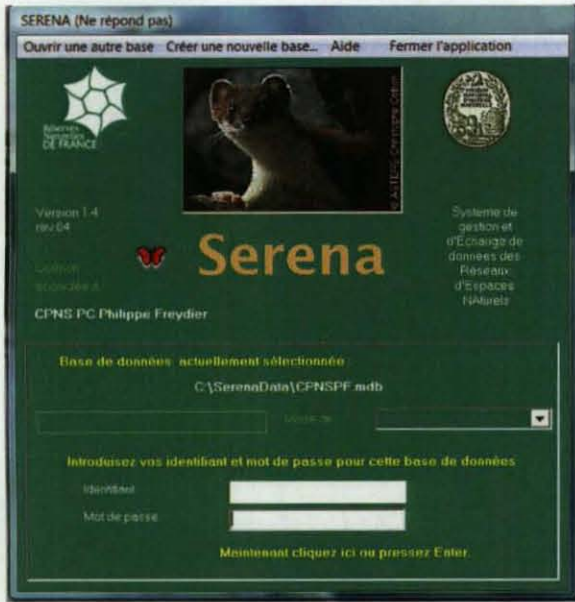 SERENA (Ne répond pas)
Ouvrir une autre base Créer une nouvelle base... Aide Fermer l'application
Réserves
Naturelles
DE FRANCE
Version 1.4
rev 64
Serena
Système de
gestion et
d'Echange de
données des
Réseaux
d'Espaces
NAturels
CPNS PC Philippe Freydier
Base de données actuellement sélectionnée :
C:\SerenaData\CPNSPF.mdb
Introduisez vos identifiant et mot de passe pour cette base de données
Identifiant
Mot de passe
Maintenant cliquez ici ou pressez Enter.